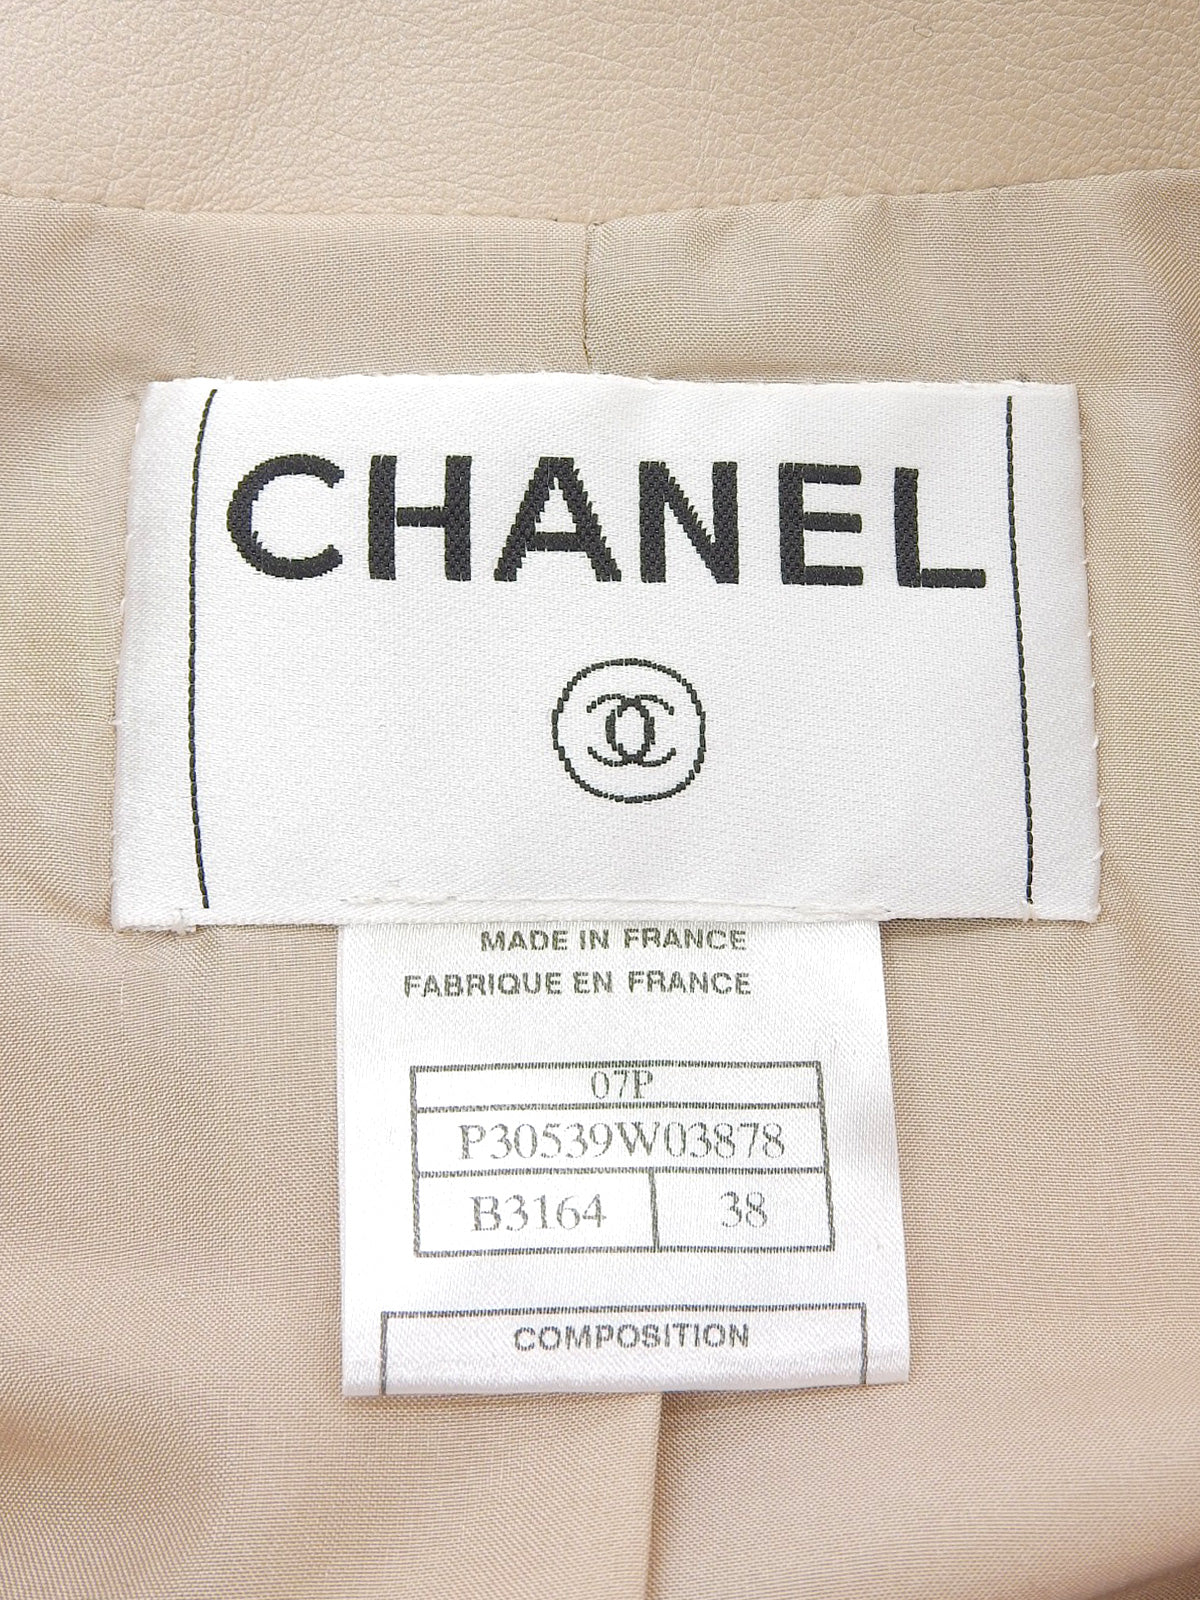 CHANEL
MADE IN FRANCE
FABRIQUE EN FRANCE
07P
P30539W03878
B3164 38
COMPOSITION